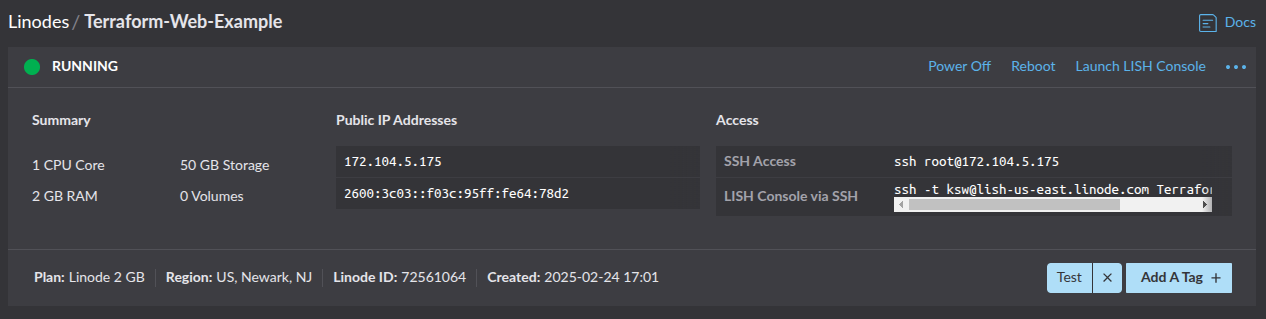 Linodes / Terraform-Web-Example
Docs
RUNNING
Power Off Reboot Launch LISH Console
Summary
1 CPU Core 50 GB Storage
2 GB RAM 0 Volumes
Public IP Addresses
172.104.5.175
2600:3c03::f03c:95ff:fe64:78d2
Access
SSH Access ssh root@172.104.5.175
LISH Console via SSH ssh -t ksw@lish-us-east.linode.com Terrafor
Plan: Linode 2 GB Region: US, Newark, NJ Linode ID: 72561064 Created: 2025-02-24 17:01
Test × Add A Tag +